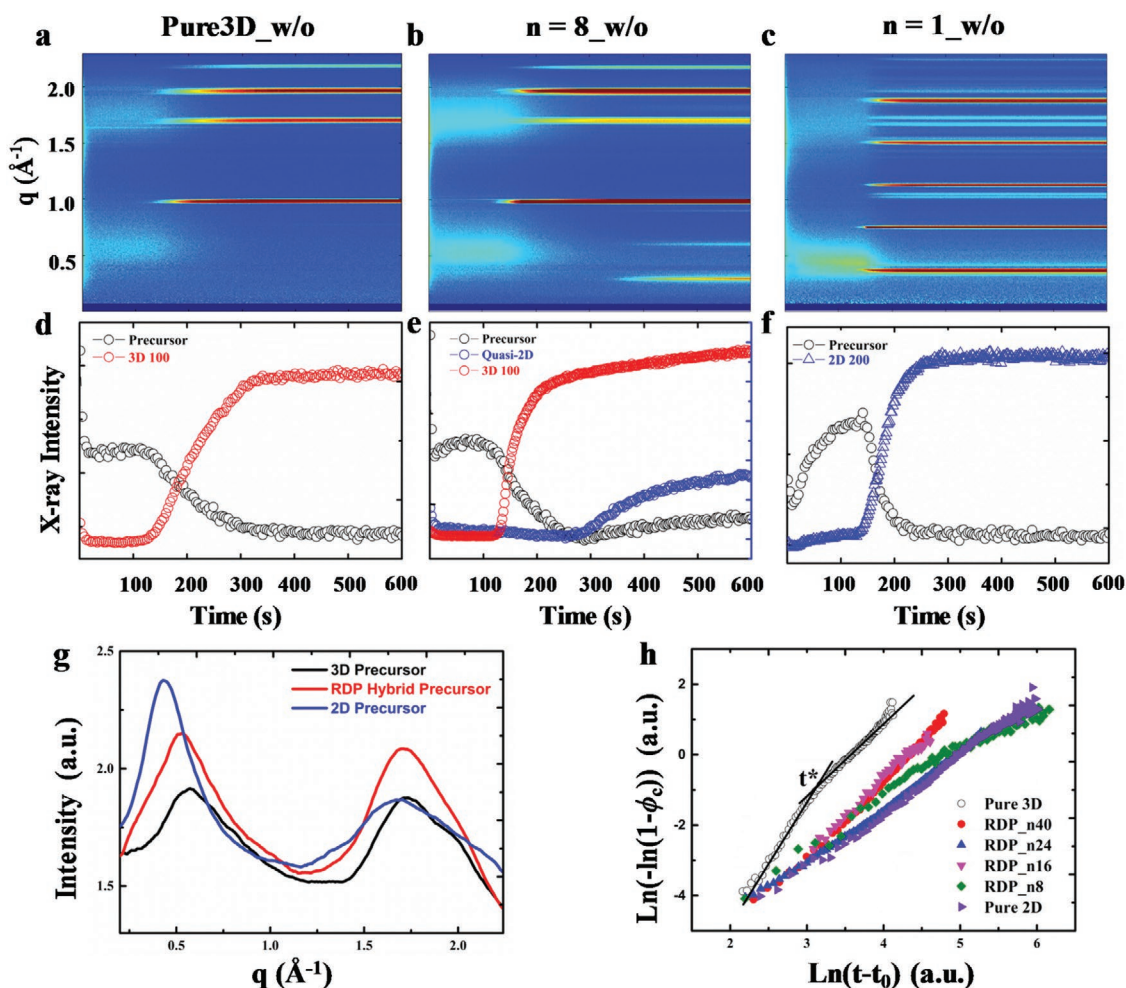 Pure3D_w/o
n = 8_w/o
n = 1_w/o
a
b
c
2.0
1.5
1.0
0.5
q (Å-1)
d
e
f
Precursor
3D 100
Precursor
Quasi-2D
3D 100
Precursor
2D 200
X-ray Intensity
0 100 200 300 400 500 600
0 100 200 300 400 500 600
0 100 200 300 400 500 600
Time (s)
Time (s)
Time (s)
g
2.5
2.0
1.5
Intensity (a.u.)
3D Precursor
RDP Hybrid Precursor
2D Precursor
0.5 1.0 1.5 2.0
q (Å-1)
h
2
0
-2
-4
Ln(-ln(1-ϕc)) (a.u.)
t*
Pure 3D
RDP_n40
RDP_n24
RDP_n16
RDP_n8
Pure 2D
2 3 4 5 6
Ln(t-t0) (a.u.)